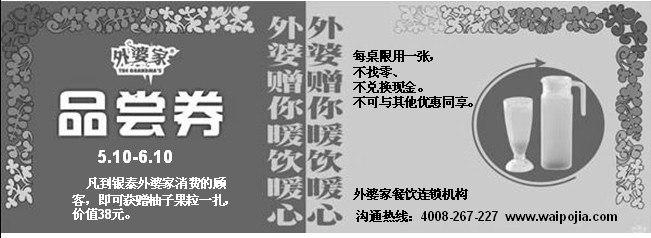 外婆家
THE GRANDMA'S
品尝券
5.10-6.10
凡到银泰外婆家消费的顾
客，即可获赠柚子果粒一扎，
价值38元。
外婆赠你暖饮暖心
外婆赠你暖饮暖心
每桌限用一张，
不找零、
不兑换现金。
不可与其他优惠同享。
外婆家餐饮连锁机构
沟通热线：4008-267-227 www.waipojia.com